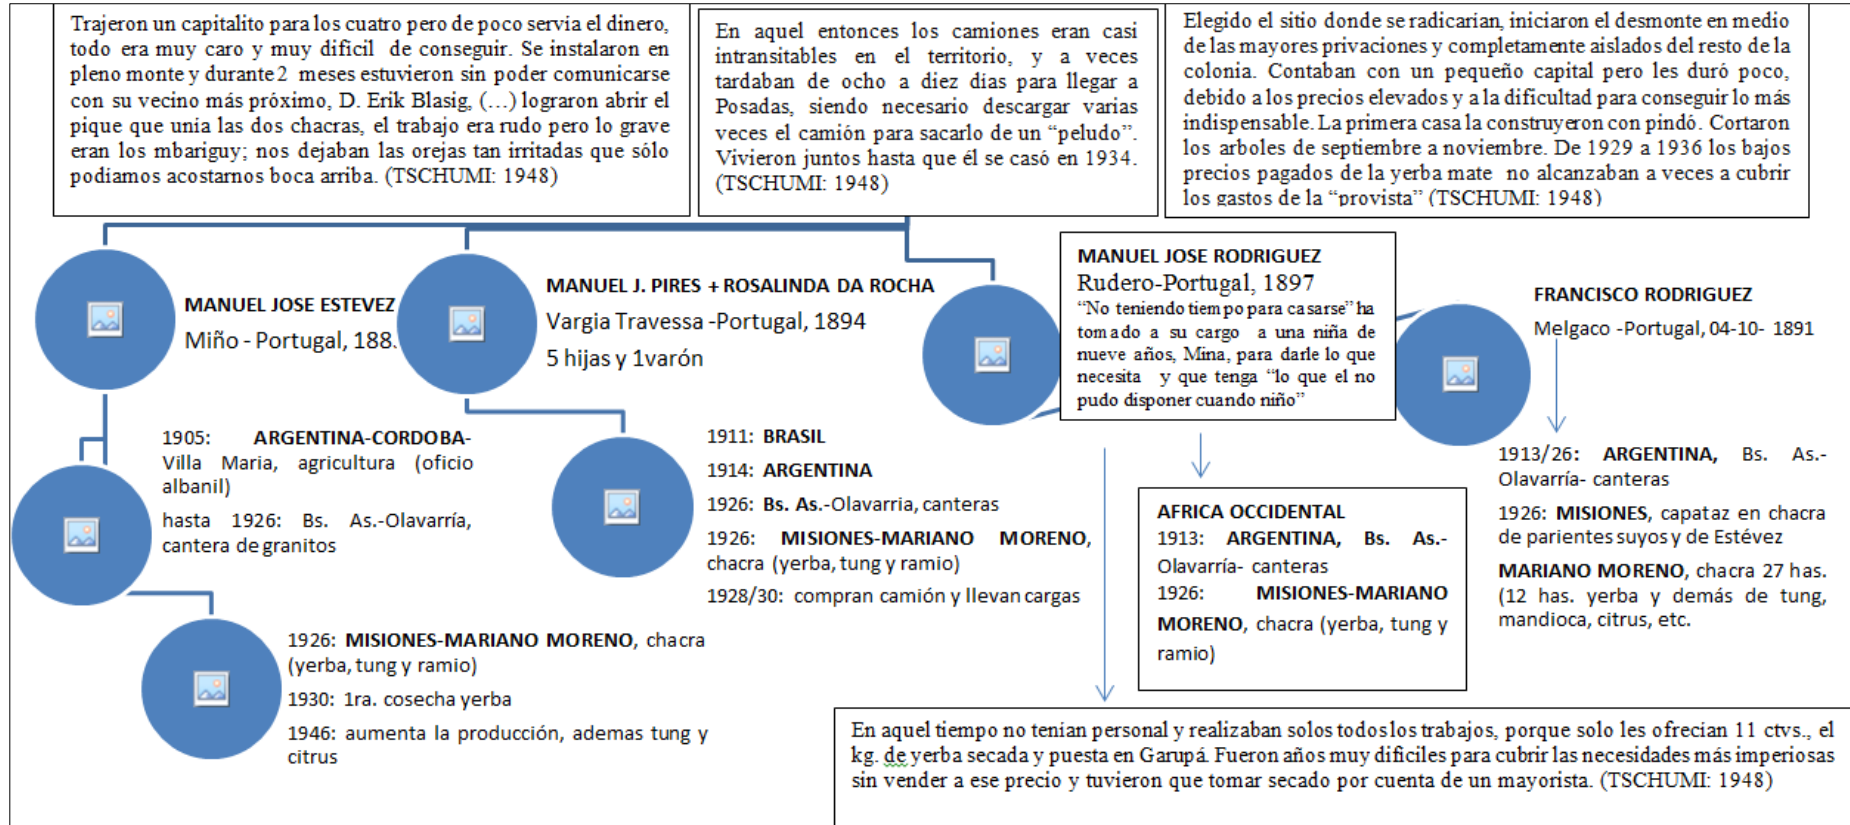 Trajeron un capitalito para los cuatro pero de poco servía el dinero,
todo era muy caro y muy difícil de conseguir. Se instalaron en
pleno monte y durante 2 meses estuvieron sin poder comunicarse
con su vecino más próximo, D. Erik Blasig, (…) lograron abrir el
pique que unía las dos chacras, el trabajo era rudo pero lo grave
eran los mbariguy; nos dejaban las orejas tan irritadas que sólo
podíamos acostarnos boca arriba. (TSCHUMI: 1948)
En aquel entonces los camiones eran casi
intransitables en el territorio, y a veces
tardaban de ocho a diez días para llegar a
Posadas, siendo necesario descargar varias
veces el camión para sacarlo de un “peludo”.
Vivieron juntos hasta que él se casó en 1934.
(TSCHUMI: 1948)
Elegido el sitio donde se radicarían, iniciaron el desmonte en medio
de las mayores privaciones y completamente aislados del resto de la
colonia. Contaban con un pequeño capital pero les duró poco,
debido a los precios elevados y a la dificultad para conseguir lo más
indispensable. La primera casa la construyeron con pindó. Cortaron
los arboles de septiembre a noviembre. De 1929 a 1936 los bajos
precios pagados de la yerba mate no alcanzaban a veces a cubrir
los gastos de la “provista” (TSCHUMI: 1948)
MANUEL JOSE ESTEVEZ
Miño - Portugal, 188
MANUEL J. PIRES + ROSALINDA DA ROCHA
Vargia Travessa -Portugal, 1894
5 hijas y 1varón
MANUEL JOSE RODRIGUEZ
Rudero-Portugal, 1897
“No teniendo tiempo para casarse” ha
tomado a su cargo a una niña de
nueve años, Mina, para darle lo que
necesita y que tenga “lo que el no
pudo disponer cuando niño”
FRANCISCO RODRIGUEZ
Melgaco -Portugal, 04-10- 1891
1905: ARGENTINA-CORDOBA-
Villa Maria, agricultura (oficio
albanil)
hasta 1926: Bs. As.-Olavarría,
cantera de granitos
1926: MISIONES-MARIANO MORENO, chacra
(yerba, tung y ramio)
1930: 1ra. cosecha yerba
1946: aumenta la producción, ademas tung y
citrus
1911: BRASIL
1914: ARGENTINA
1926: Bs. As.-Olavarria, canteras
1926: MISIONES-MARIANO MORENO,
chacra (yerba, tung y ramio)
1928/30: compran camión y llevan cargas
AFRICA OCCIDENTAL
1913: ARGENTINA, Bs. As.-
Olavarría- canteras
1926: MISIONES-MARIANO
MORENO, chacra (yerba, tung y
ramio)
1913/26: ARGENTINA, Bs. As.-
Olavarría- canteras
1926: MISIONES, capataz en chacra
de parientes suyos y de Estévez
MARIANO MORENO, chacra 27 has.
(12 has. yerba y demás de tung,
mandioca, citrus, etc.
En aquel tiempo no tenían personal y realizaban solos todos los trabajos, porque solo les ofrecían 11 ctvs., el
kg. de yerba secada y puesta en Garupá. Fueron años muy difíciles para cubrir las necesidades más imperiosas
sin vender a ese precio y tuvieron que tomar secado por cuenta de un mayorista. (TSCHUMI: 1948)